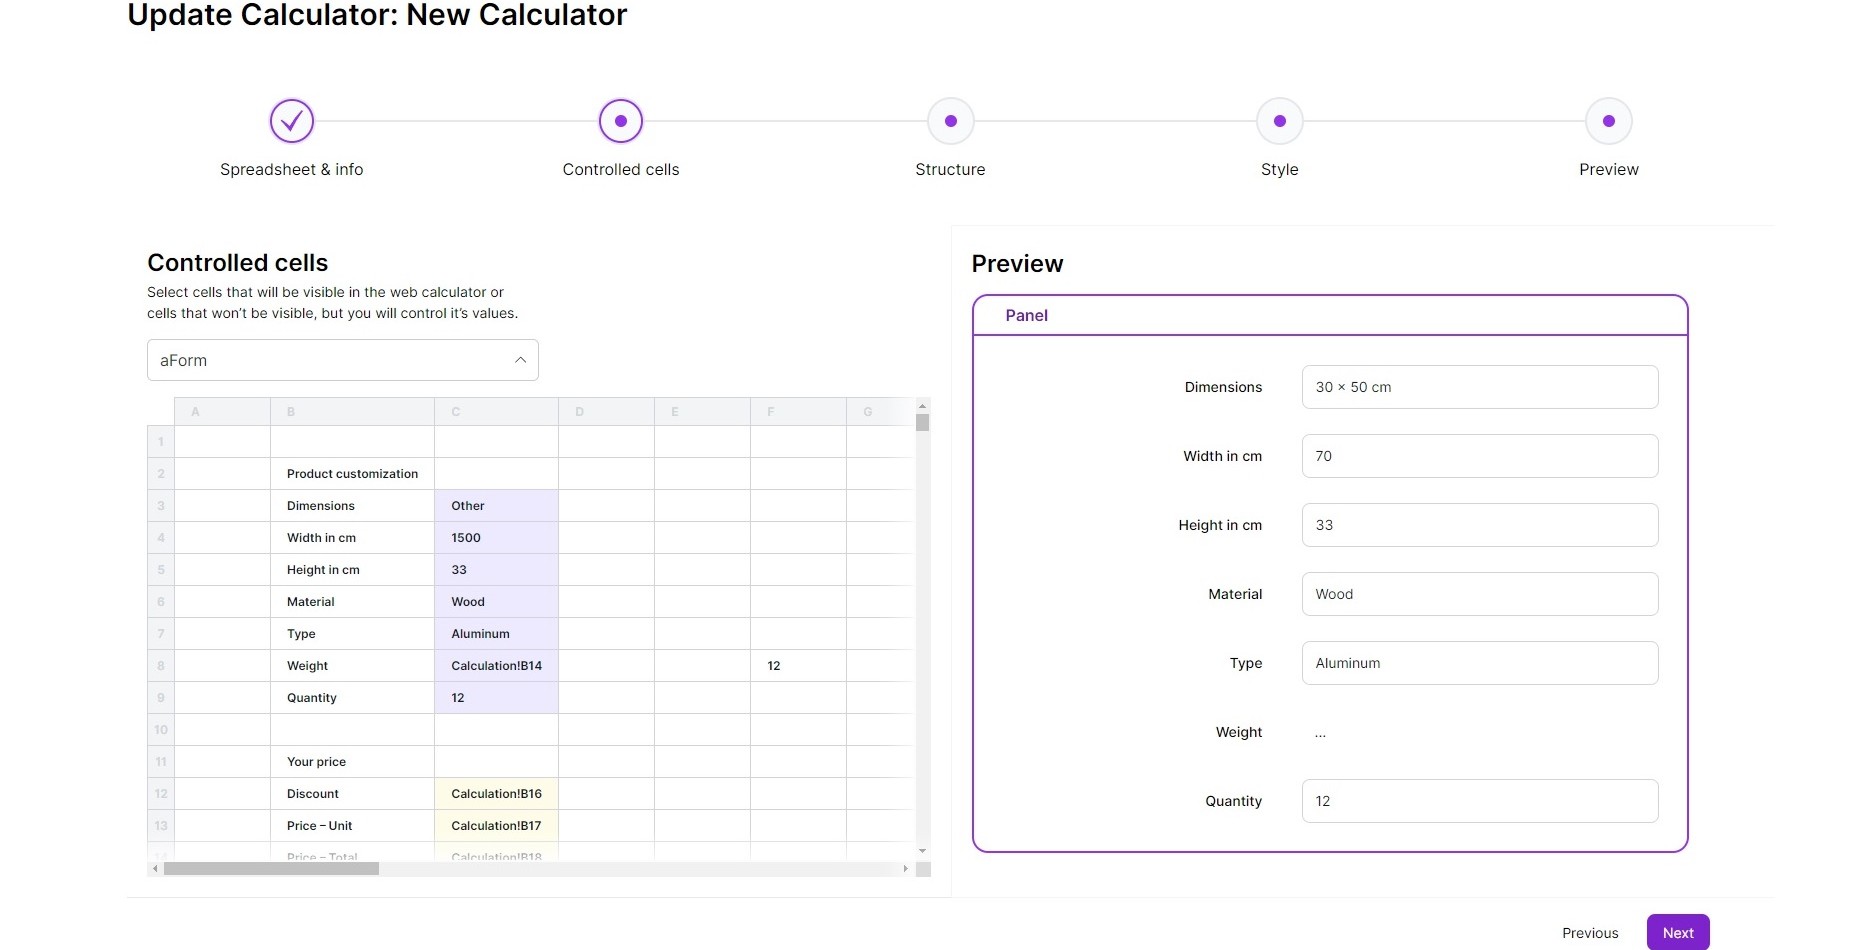 Update Calculator: New Calculator
Spreadsheet & info
Controlled cells
Structure
Style
Preview
Controlled cells
Select cells that will be visible in the web calculator or
cells that won’t be visible, but you will control it’s values.
aForm
A B C D E F G
1
2 Product customization
3 Dimensions Other
4 Width in cm 1500
5 Height in cm 33
6 Material Wood
7 Type Aluminum
8 Weight Calculation!B14 12
9 Quantity 12
10
11 Your price
12 Discount Calculation!B16
13 Price – Unit Calculation!B17
14 Price – Total Calculation!B18
Preview
Panel
Dimensions 30 × 50 cm
Width in cm 70
Height in cm 33
Material Wood
Type Aluminum
Weight ...
Quantity 12
Previous Next